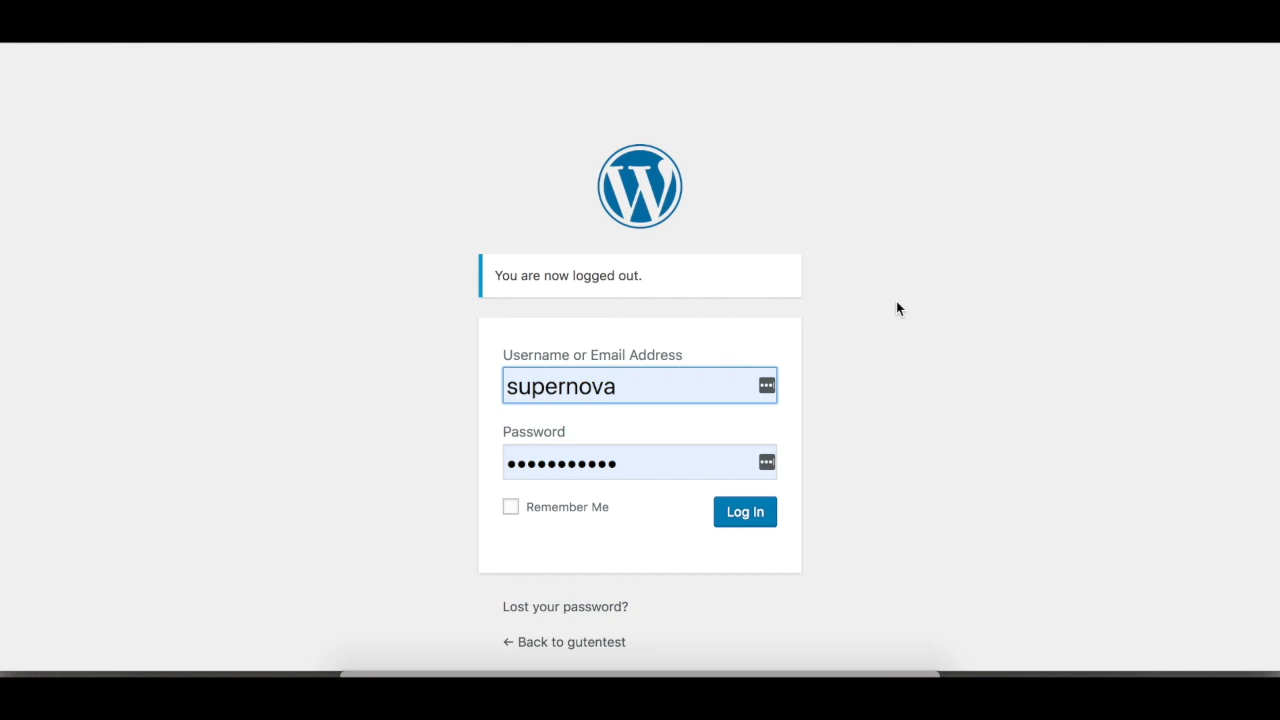 You are now logged out.
Username or Email Address
supernova
Password
•••••••••••
Remember Me
Log In
Lost your password?
← Back to gutentest